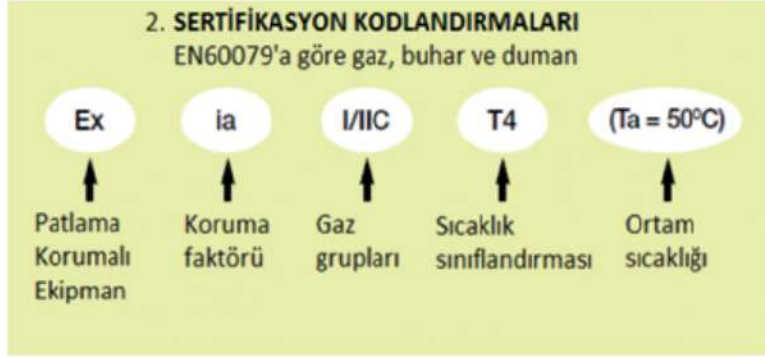 2. SERTİFİKASYON KODLANDIRMALARI
EN60079'a göre gaz, buhar ve duman
Ex ia I/IIC T4 (Ta = 50⁰C)
Patlama Korumalı Ekipman
Koruma faktörü
Gaz grupları
Sıcaklık sınıflandırması
Ortam sıcaklığı